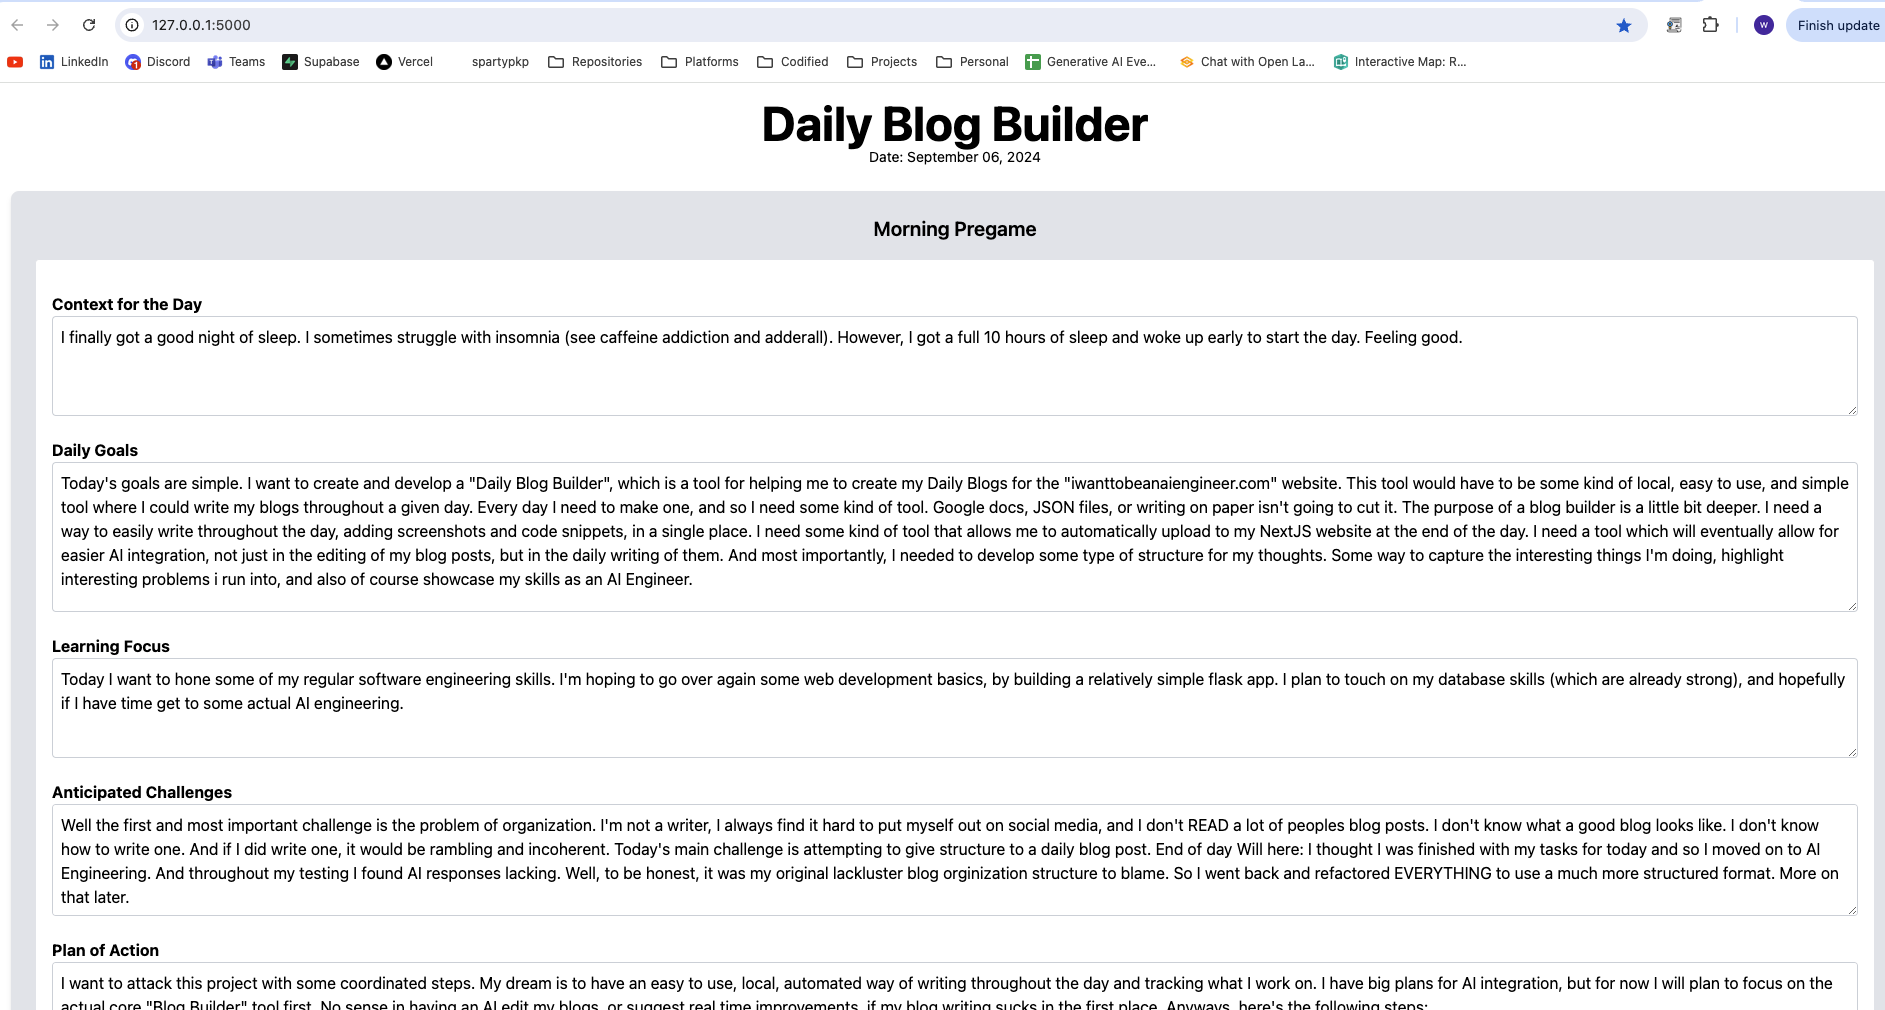 127.0.0.1:5000
W
Finish update
LinkedIn
Discord
Teams
Supabase
Vercel
spartypkp
Repositories
Platforms
Codified
Projects
Personal
Generative AI Eve...
Chat with Open La...
Interactive Map: R...
Daily Blog Builder
Date: September 06, 2024
Morning Pregame
Context for the Day
I finally got a good night of sleep. I sometimes struggle with insomnia (see caffeine addiction and adderall). However, I got a full 10 hours of sleep and woke up early to start the day. Feeling good.
Daily Goals
Today's goals are simple. I want to create and develop a "Daily Blog Builder", which is a tool for helping me to create my Daily Blogs for the "iwanttobeanaiengineer.com" website. This tool would have to be some kind of local, easy to use, and simple
tool where I could write my blogs throughout a given day. Every day I need to make one, and so I need some kind of tool. Google docs, JSON files, or writing on paper isn't going to cut it. The purpose of a blog builder is a little bit deeper. I need a
way to easily write throughout the day, adding screenshots and code snippets, in a single place. I need some kind of tool that allows me to automatically upload to my NextJS website at the end of the day. I need a tool which will eventually allow for
easier AI integration, not just in the editing of my blog posts, but in the daily writing of them. And most importantly, I needed to develop some type of structure for my thoughts. Some way to capture the interesting things I'm doing, highlight
interesting problems i run into, and also of course showcase my skills as an AI Engineer.
Learning Focus
Today I want to hone some of my regular software engineering skills. I'm hoping to go over again some web development basics, by building a relatively simple flask app. I plan to touch on my database skills (which are already strong), and hopefully
if I have time get to some actual AI engineering.
Anticipated Challenges
Well the first and most important challenge is the problem of organization. I'm not a writer, I always find it hard to put myself out on social media, and I don't READ a lot of peoples blog posts. I don't know what a good blog looks like. I don't know
how to write one. And if I did write one, it would be rambling and incoherent. Today's main challenge is attempting to give structure to a daily blog post. End of day Will here: I thought I was finished with my tasks for today and so I moved on to AI
Engineering. And throughout my testing I found AI responses lacking. Well, to be honest, it was my original lackluster blog orginization structure to blame. So I went back and refactored EVERYTHING to use a much more structured format. More on
that later.
Plan of Action
I want to attack this project with some coordinated steps. My dream is to have an easy to use, local, automated way of writing throughout the day and tracking what I work on. I have big plans for AI integration, but for now I will plan to focus on the
actual core "Blog Builder" tool first. No sense in having an AI edit my blogs, or suggest real time improvements, if my blog writing sucks in the first place. Anyways, here's the following steps: